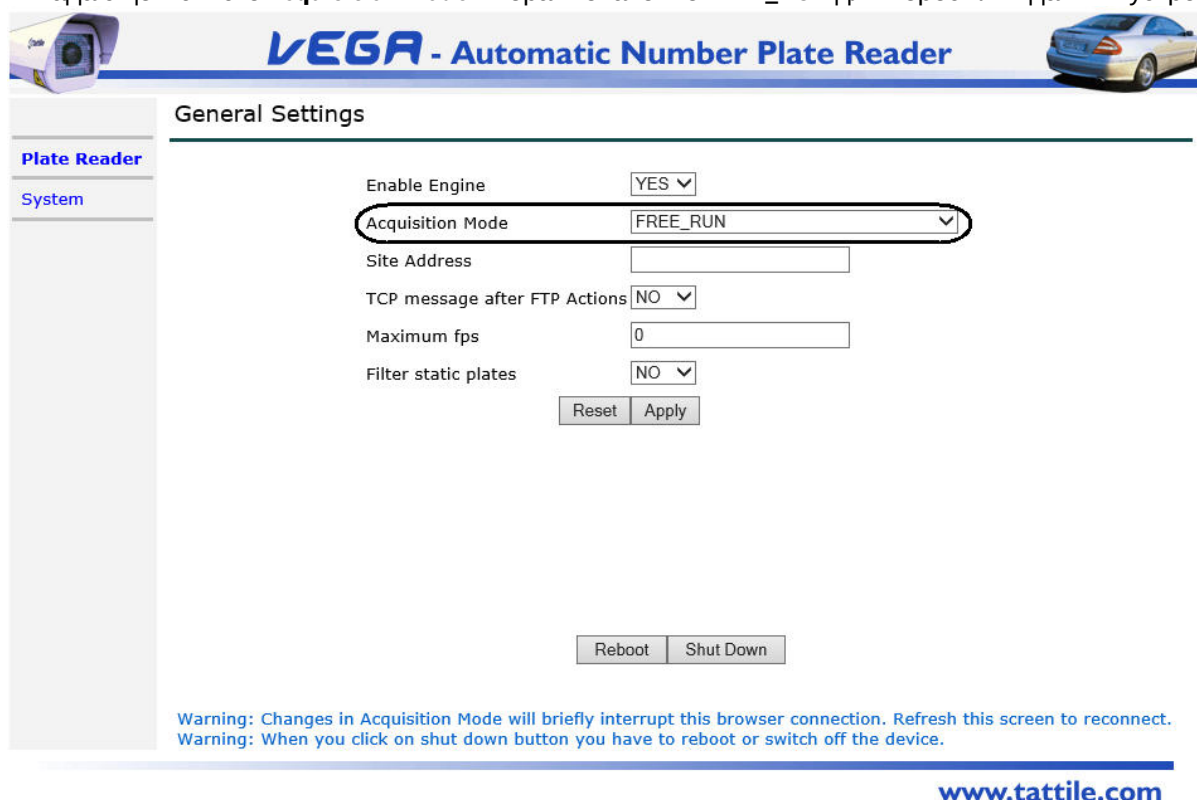 VEGA - Automatic Number Plate Reader
General Settings
Plate Reader
System
Enable Engine YES
Acquisition Mode FREE_RUN
Site Address
TCP message after FTP Actions NO
Maximum fps 0
Filter static plates NO
Reset Apply
Reboot Shut Down
Warning: Changes in Acquisition Mode will briefly interrupt this browser connection. Refresh this screen to reconnect.
Warning: When you click on shut down button you have to reboot or switch off the device.
www.tattile.com